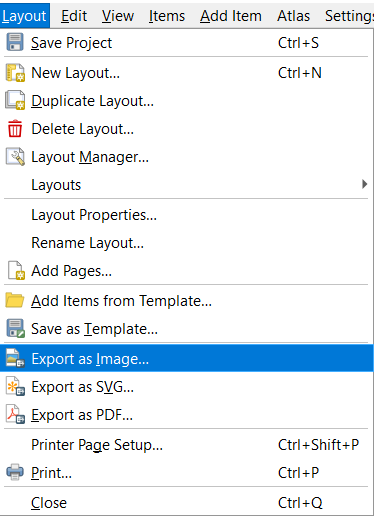 Layout Edit View Items Add Item Atlas Settings
Save Project Ctrl+S
New Layout... Ctrl+N
Duplicate Layout...
Delete Layout...
Layout Manager...
Layouts
Layout Properties...
Rename Layout...
Add Pages...
Add Items from Template...
Save as Template...
Export as Image...
Export as SVG...
Export as PDF...
Printer Page Setup... Ctrl+Shift+P
Print... Ctrl+P
Close Ctrl+Q